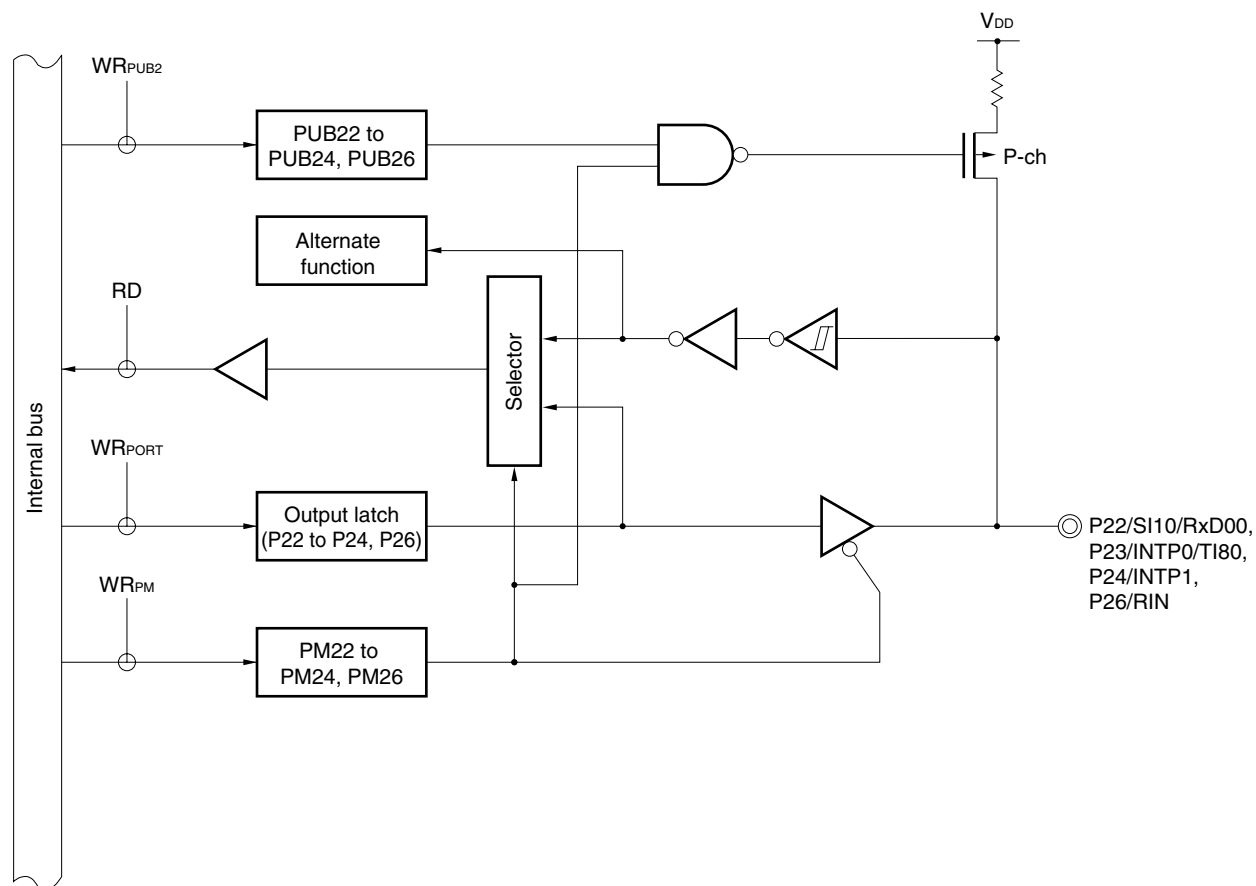 VDD
WRPUB2
PUB22 to
PUB24, PUB26
P-ch
Alternate
function
RD
Selector
Internal bus
WRPORT
Output latch
(P22 to P24, P26)
P22/SI10/RxD00,
P23/INTP0/TI80,
P24/INTP1,
P26/RIN
WRPM
PM22 to
PM24, PM26